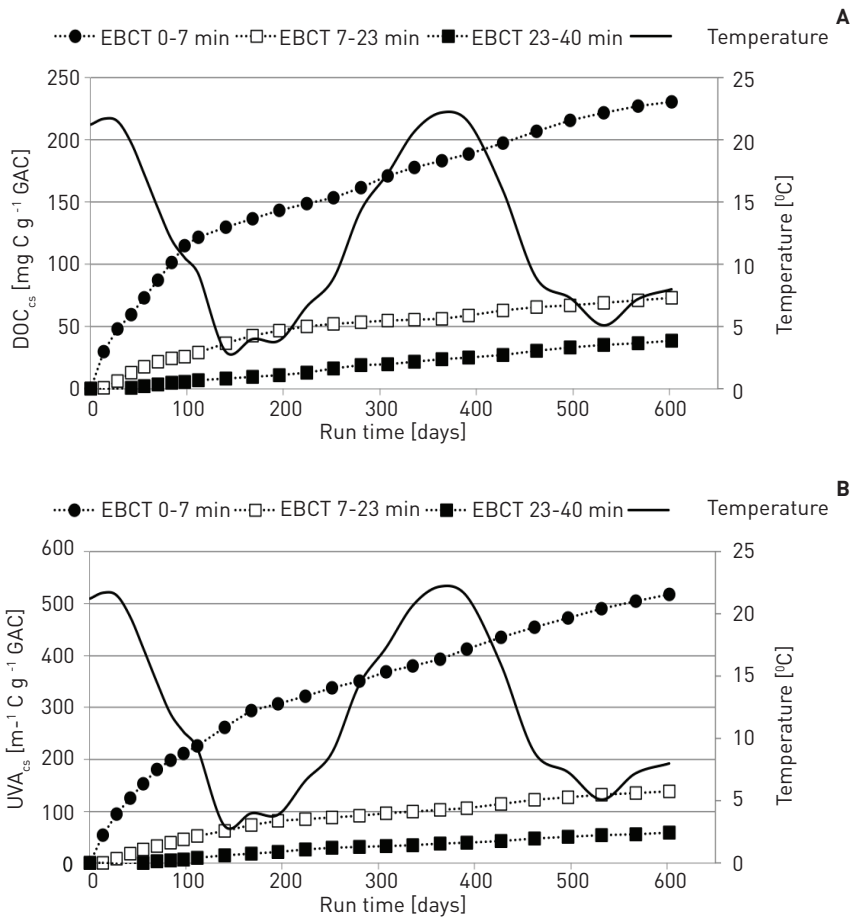 A
EBCT 0-7 min EBCT 7-23 min EBCT 23-40 min Temperature
250
200
150
100
50
0
DOCcs [mg C g -1 GAC]
25
20
15
10
5
0
Temperature [0C]
0 100 200 300 400 500 600
Run time [days]
B
EBCT 0-7 min EBCT 7-23 min EBCT 23-40 min Temperature
600
500
400
300
200
100
0
UVAcs [m-1 C g -1 GAC]
25
20
15
10
5
0
Temperature [0C]
0 100 200 300 400 500 600
Run time [days]